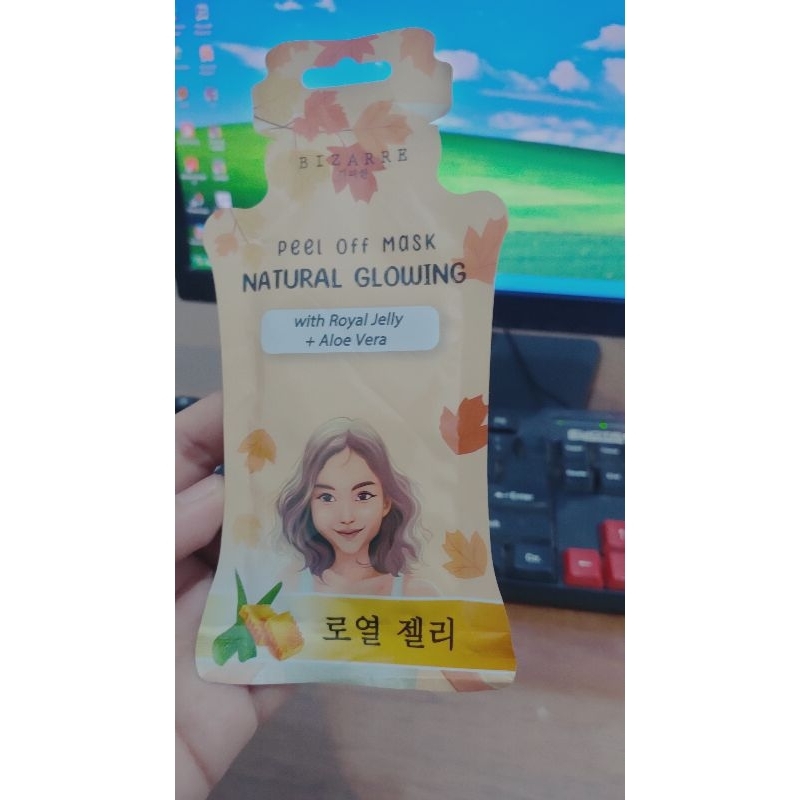 BIZARRE
Peel Off Mask
NATURAL GLOWING
with Royal Jelly
+ Aloe Vera
로열 젤리